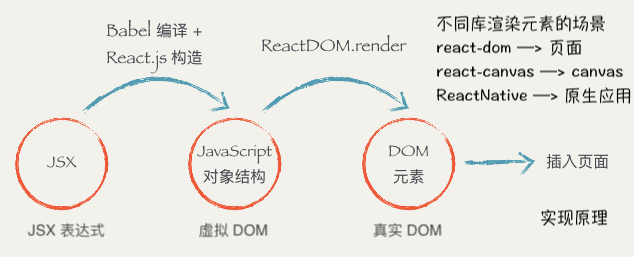 Babel 编译 +
React.js 构造
ReactDOM.render
不同库渲染元素的场景
react-dom —> 页面
react-canvas —> canvas
ReactNative —> 原生应用
JSX
JavaScript
对象结构
DOM
元素
插入页面
JSX 表达式
虚拟 DOM
真实 DOM
实现原理